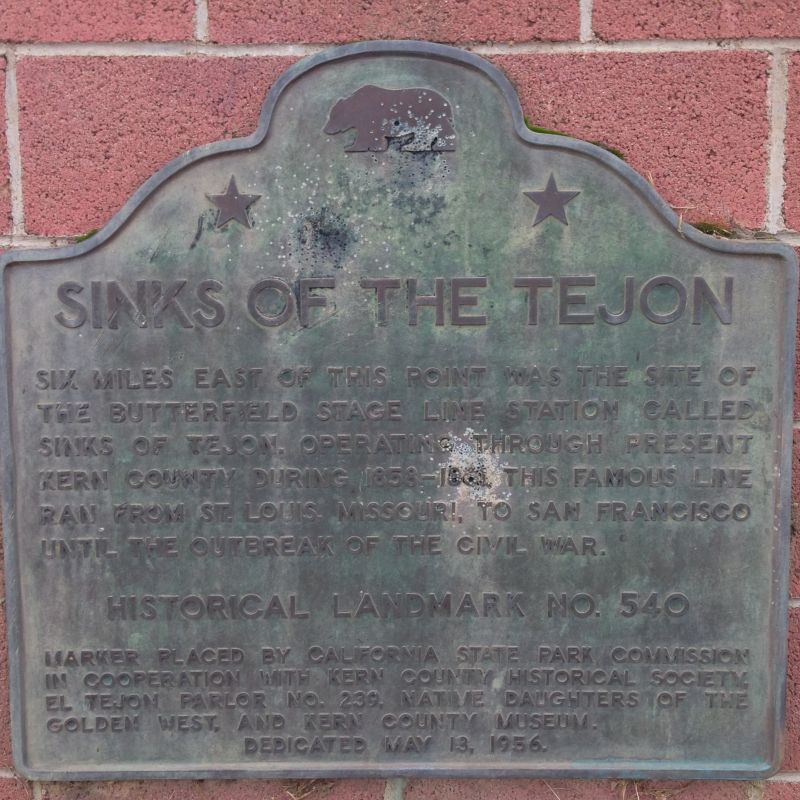 SINKS OF THE TEJON
SIX MILES EAST OF THIS POINT WAS THE SITE OF
THE BUTTERFIELD STAGE LINE STATION CALLED
SINKS OF TEJON. OPERATING THROUGH PRESENT
KERN COUNTY DURING 1858–1861, THIS FAMOUS LINE
RAN FROM ST. LOUIS, MISSOURI, TO SAN FRANCISCO
UNTIL THE OUTBREAK OF THE CIVIL WAR.
HISTORICAL LANDMARK NO. 540
MARKER PLACED BY CALIFORNIA STATE PARK COMMISSION
IN COOPERATION WITH KERN COUNTY HISTORICAL SOCIETY,
EL TEJON PARLOR NO. 239, NATIVE DAUGHTERS OF THE
GOLDEN WEST, AND KERN COUNTY MUSEUM.
DEDICATED MAY 13, 1956.